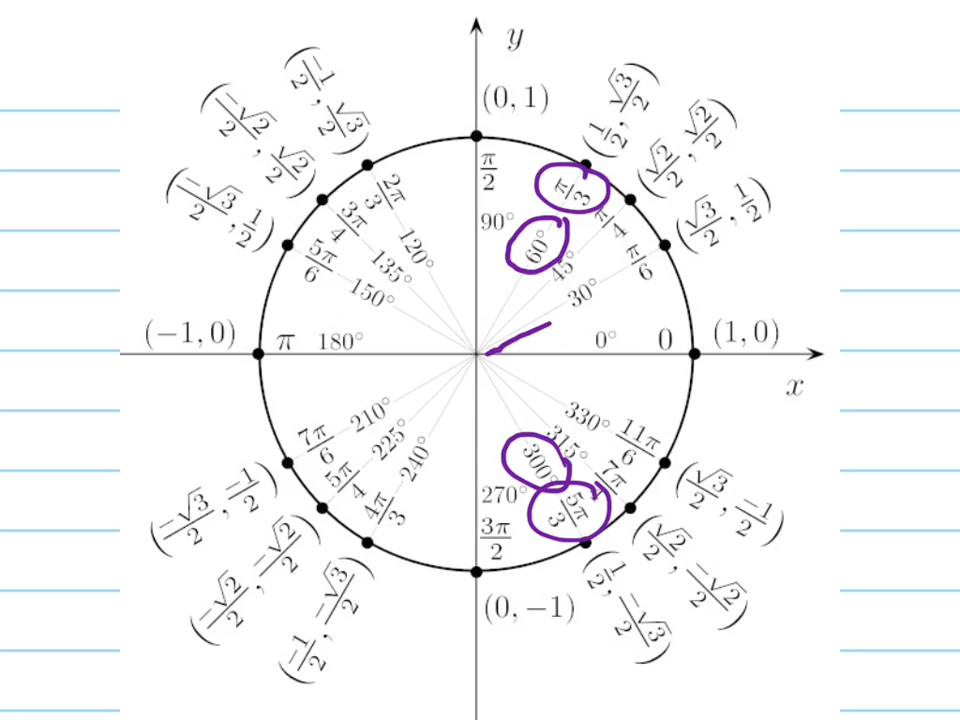 y
(0, 1)
(-1/2, √3/2)
(1/2, √3/2)
(-√2/2, √2/2)
(√2/2, √2/2)
(-√3/2, 1/2)
(√3/2, 1/2)
π/2
90°
2π/3
120°
π/3
60°
3π/4
135°
π/4
45°
5π/6
150°
π/6
30°
(-1, 0)
π 180°
0° 0
(1, 0)
x
7π/6
210°
330°
11π/6
5π/4
225°
315°
7π/4
4π/3
240°
300°
5π/3
270°
3π/2
(-√3/2, -1/2)
(√3/2, -1/2)
(-√2/2, -√2/2)
(√2/2, -√2/2)
(-1/2, -√3/2)
(1/2, -√3/2)
(0, -1)